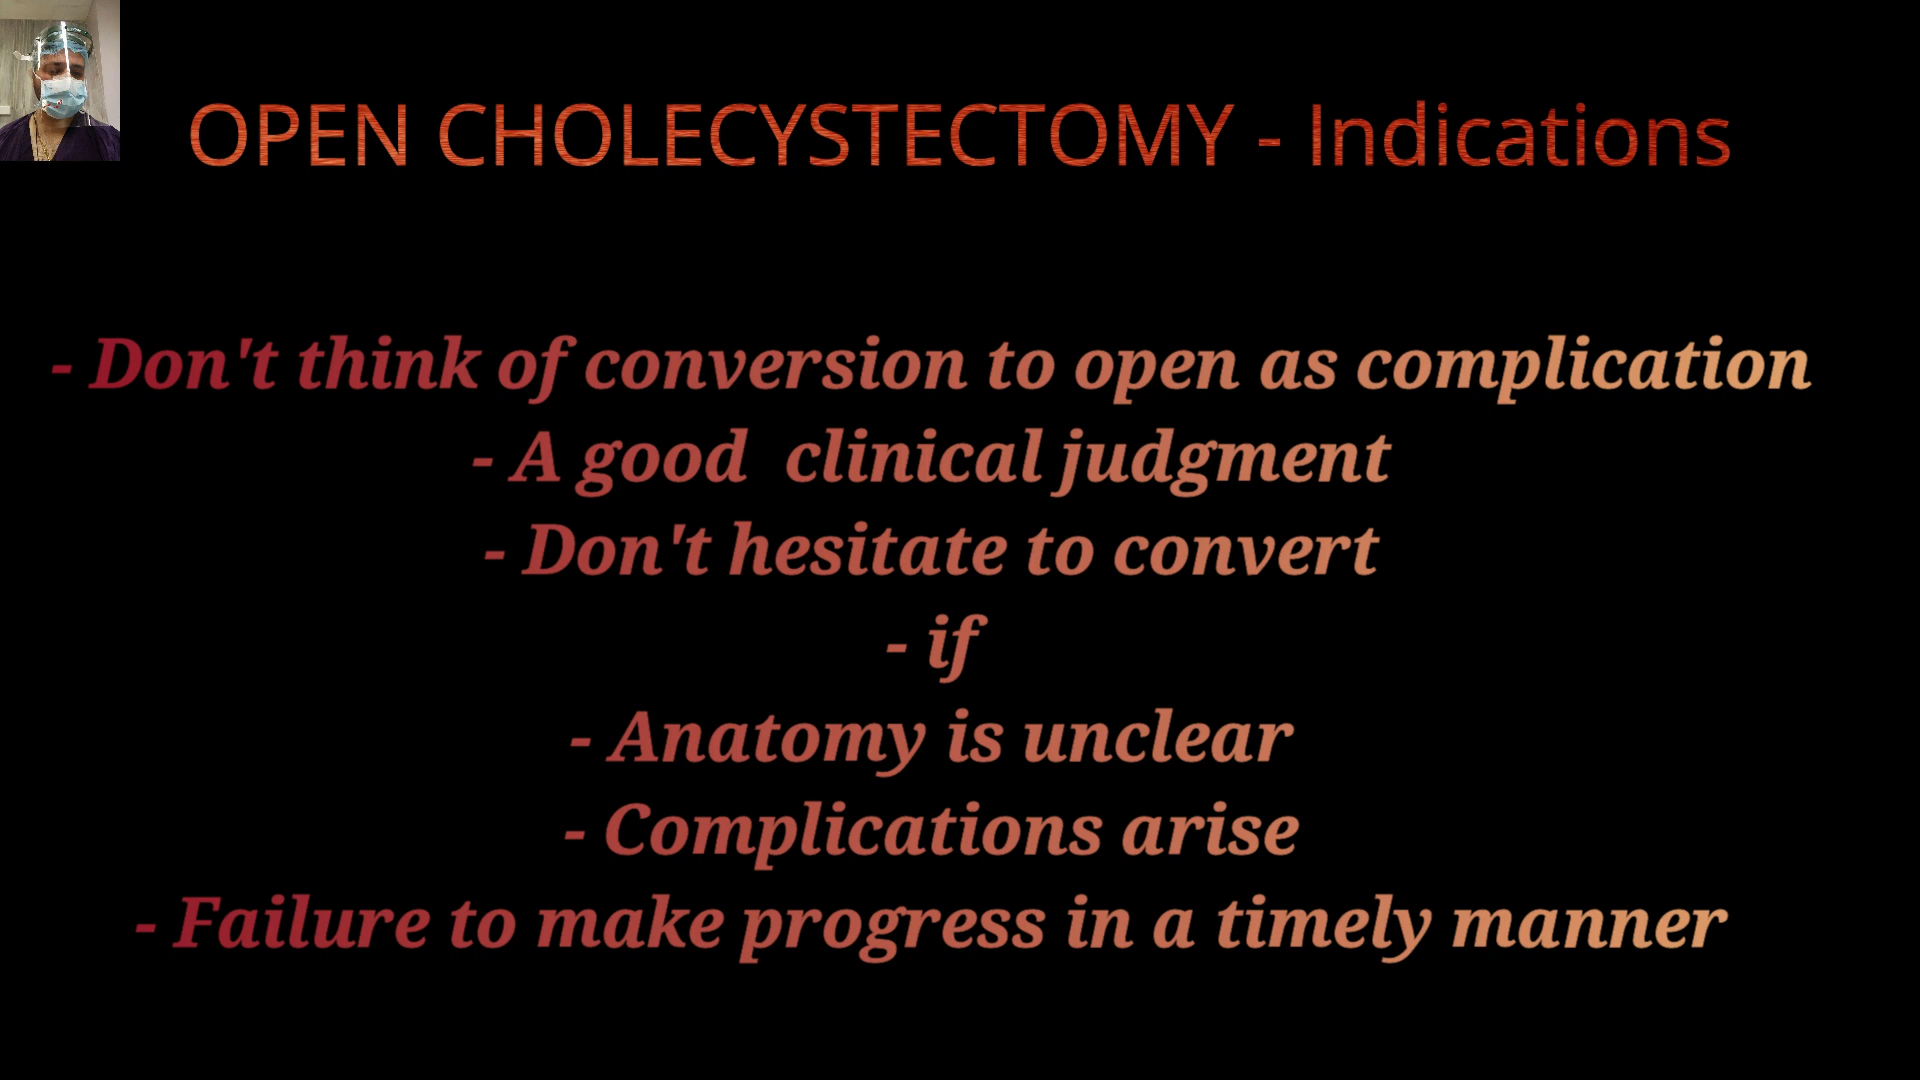 OPEN CHOLECYSTECTOMY - Indications
- Don't think of conversion to open as complication
- A good  clinical judgment
- Don't hesitate to convert
- if
- Anatomy is unclear
- Complications arise
- Failure to make progress in a timely manner